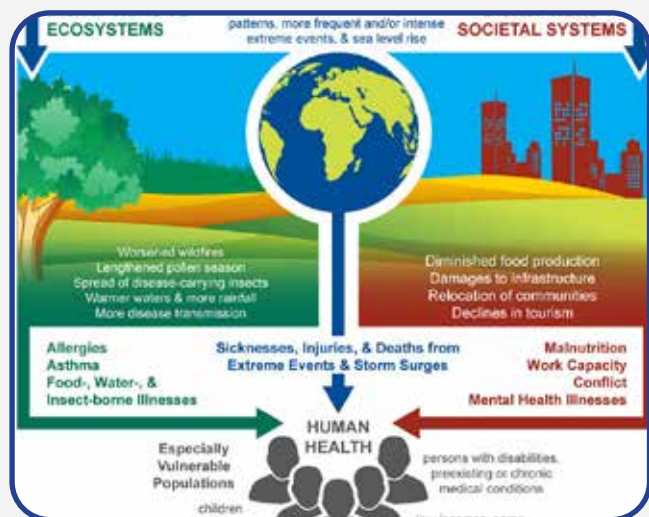 ECOSYSTEMS
patterns, more frequent and/or intense
extreme events, & sea level rise
SOCIETAL SYSTEMS
Worsened wildfires
Lengthened pollen season
Spread of disease-carrying insects
Warmer waters & more rainfall
More disease transmission
Diminished food production
Damages to infrastructure
Relocation of communities
Declines in tourism
Allergies
Asthma
Food-, Water-, &
Insect-borne Illnesses
Sicknesses, Injuries, & Deaths from
Extreme Events & Storm Surges
Malnutrition
Work Capacity
Conflict
Mental Health Illnesses
HUMAN
HEALTH
Especially
Vulnerable
Populations
children
persons with disabilities,
preexisting or chronic
medical conditions